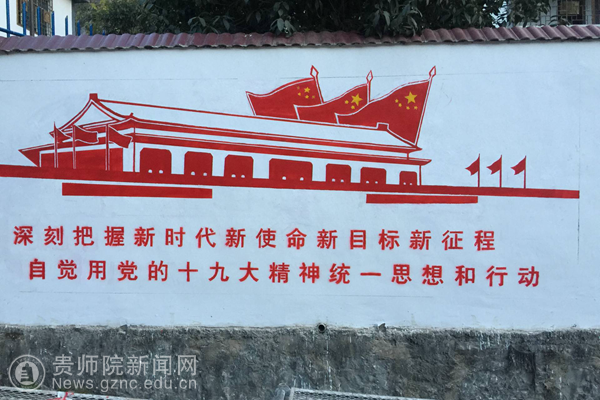 深刻把握新时代新使命新目标新征程
自觉用党的十九大精神统一思想和行动
贵师院新闻网
News.gznc.edu.cn